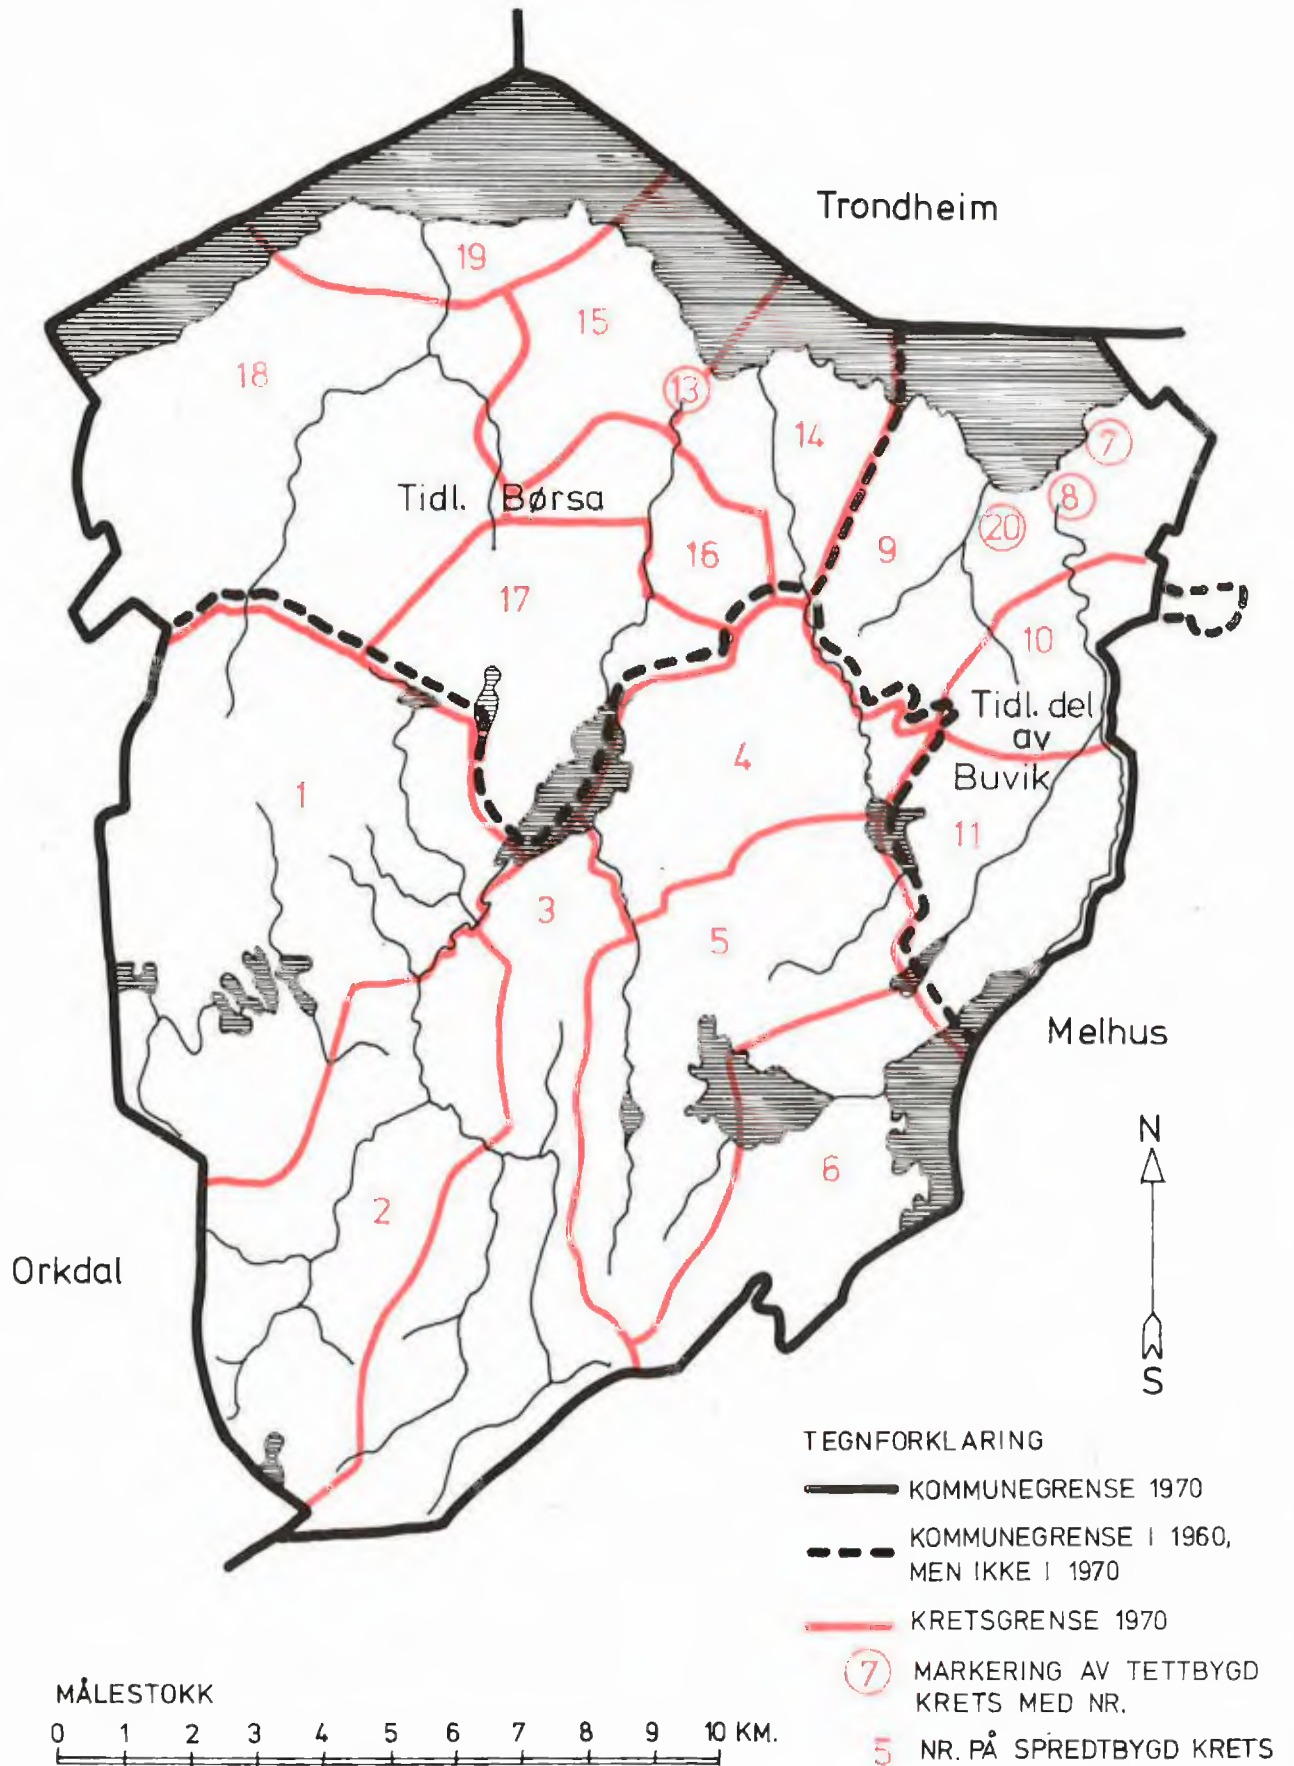 Trondheim
19
15
18
13
14
7
8
Tidl. Børsa
20
16
9
17
10
Tidl. del
av
Buvik
4
1
11
3
5
Melhus
6
2
N
S
Orkdal
TEGNFORKLARING
KOMMUNEGRENSE 1970
KOMMUNEGRENSE I 1960,
MEN IKKE I 1970
KRETSGRENSE 1970
7 MARKERING AV TETTBYGD
KRETS MED NR.
5 NR. PÅ SPREDTBYGD KRETS
MÅLESTOKK
0 1 2 3 4 5 6 7 8 9 10 KM.